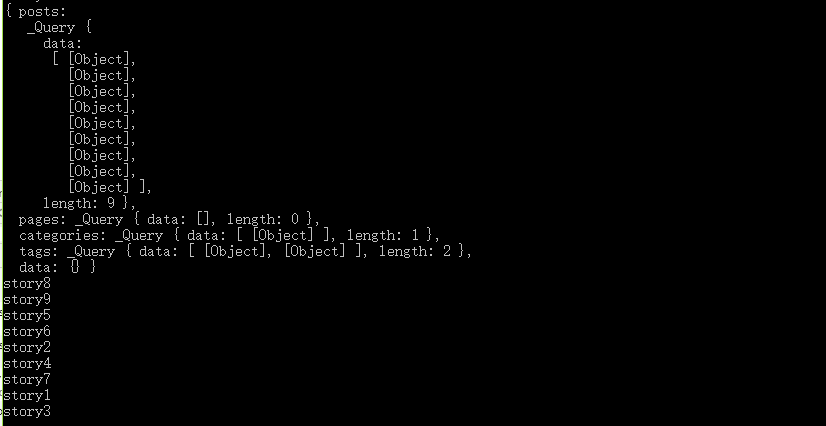 { posts:
_Query {
data:
[ [Object],
[Object],
[Object],
[Object],
[Object],
[Object],
[Object],
[Object],
[Object] ],
length: 9 },
pages: _Query { data: [], length: 0 },
categories: _Query { data: [ [Object] ], length: 1 },
tags: _Query { data: [ [Object], [Object] ], length: 2 },
data: {} }
story8
story9
story5
story6
story2
story4
story7
story1
story3